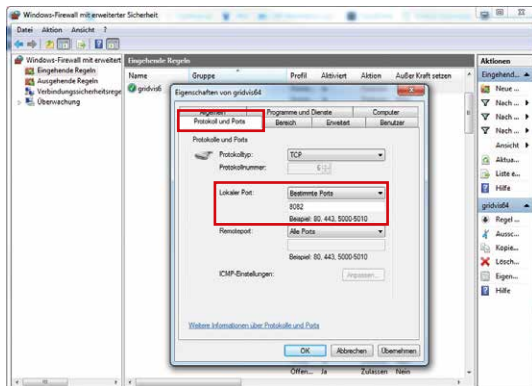 Windows-Firewall mit erweiterter Sicherheit
Datei Aktion Ansicht ?
Windows-Firewall mit erweitert
Eingehende Regeln
Ausgehende Regeln
Verbindungssicherheitsrege
Überwachung
Eingehende Regeln
Name Gruppe Profil Aktiviert Aktion Außer Kraft setzen
gridvis6
Eigenschaften von gridvis64
Allgemein Programme und Dienste Computer
Protokoll und Ports Bereich Erweitert Benutzer
Protokolle und Ports
Protokolltyp: TCP
Protokollnummer: 6
Lokaler Port: Bestimmte Ports
8082
Beispiel: 80, 443, 5000-5010
Remoteport: Alle Ports
Beispiel: 80, 443, 5000-5010
ICMP-Einstellungen: Anpassen...
Weitere Informationen über Protokolle und Ports
OK Abbrechen Übernehmen
Offen... Ja Zulassen Nein
Aktionen
Eingehend...
Neue ...
Nach ...
Nach ...
Nach ...
Ansicht
Aktua...
Liste e...
Hilfe
gridvis64
Regel ...
Aussc...
Kopie...
Lösch...
Eigen...
Hilfe